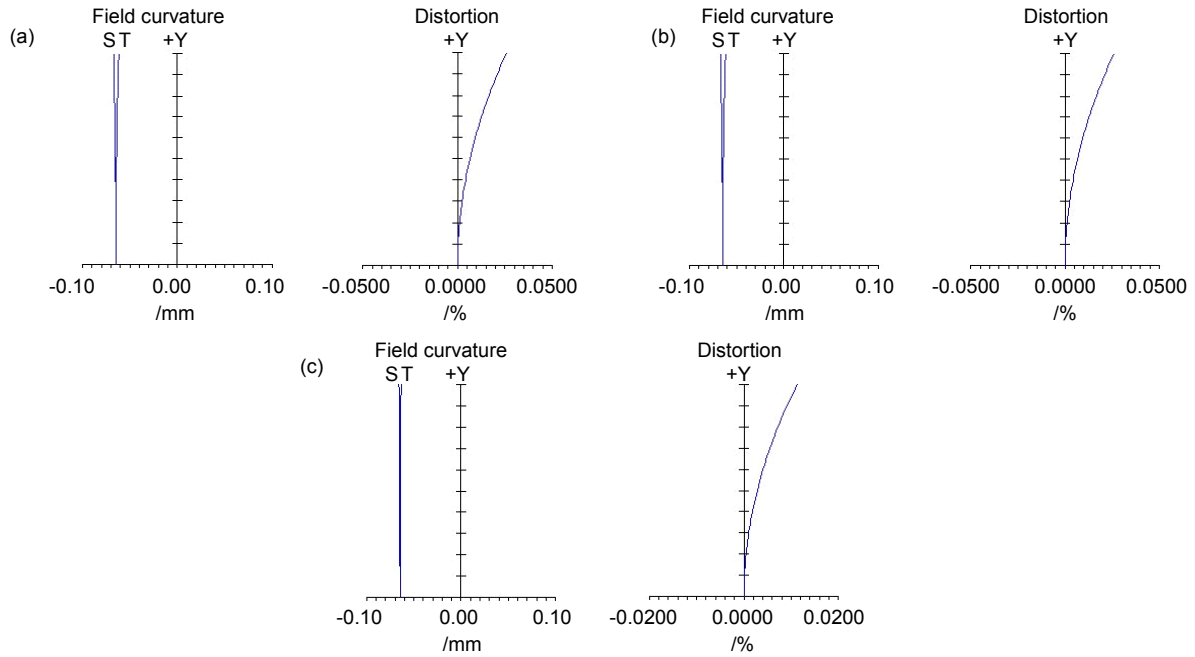 (a)
Field curvature
S T +Y
-0.10 0.00 0.10
/mm
Distortion
+Y
-0.0500 0.0000 0.0500
/%
(b)
Field curvature
S T +Y
-0.10 0.00 0.10
/mm
Distortion
+Y
-0.0500 0.0000 0.0500
/%
(c)
Field curvature
S T +Y
-0.10 0.00 0.10
/mm
Distortion
+Y
-0.0200 0.0000 0.0200
/%